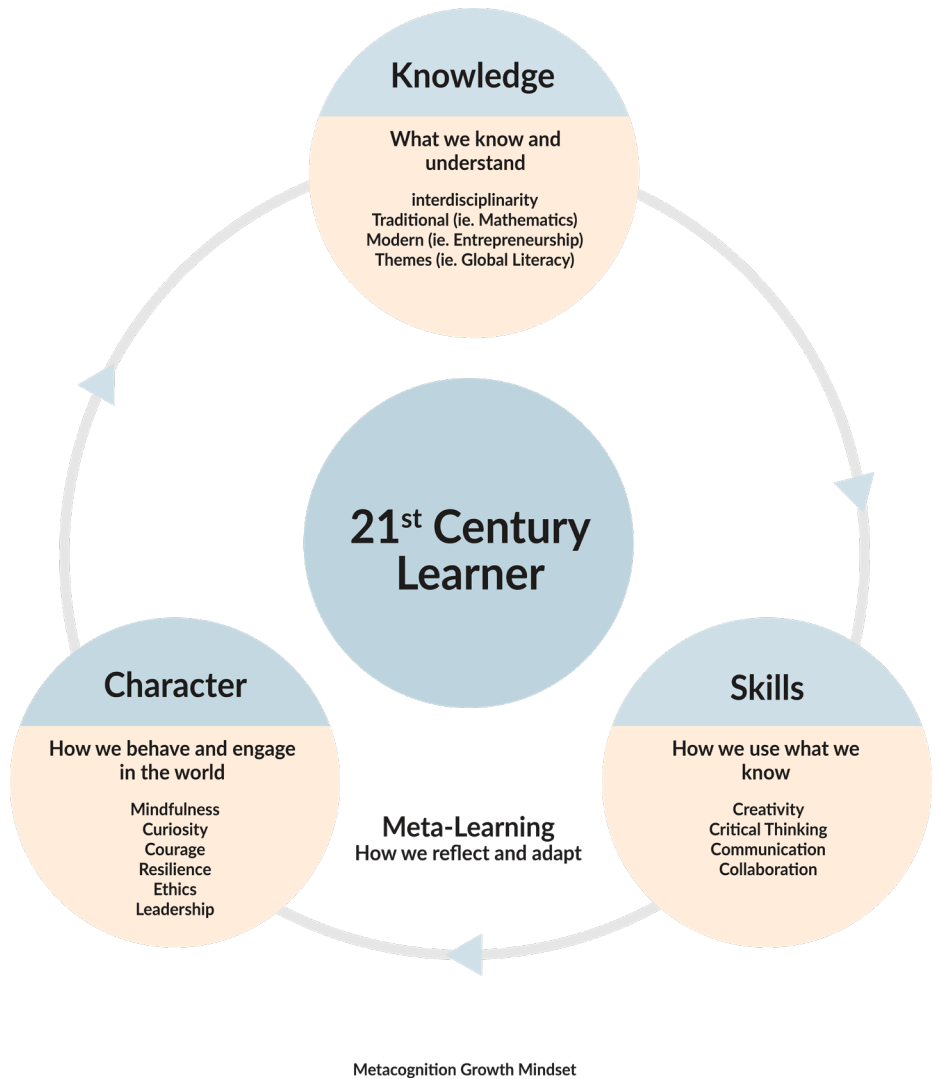 Knowledge
What we know and
understand
interdisciplinarity
Traditional (ie. Mathematics)
Modern (ie. Entrepreneurship)
Themes (ie. Global Literacy)
21st Century
Learner
Character
How we behave and engage
in the world
Mindfulness
Curiosity
Courage
Resilience
Ethics
Leadership
Skills
How we use what we
know
Creativity
Critical Thinking
Communication
Collaboration
Meta-Learning
How we reflect and adapt
Metacognition Growth Mindset